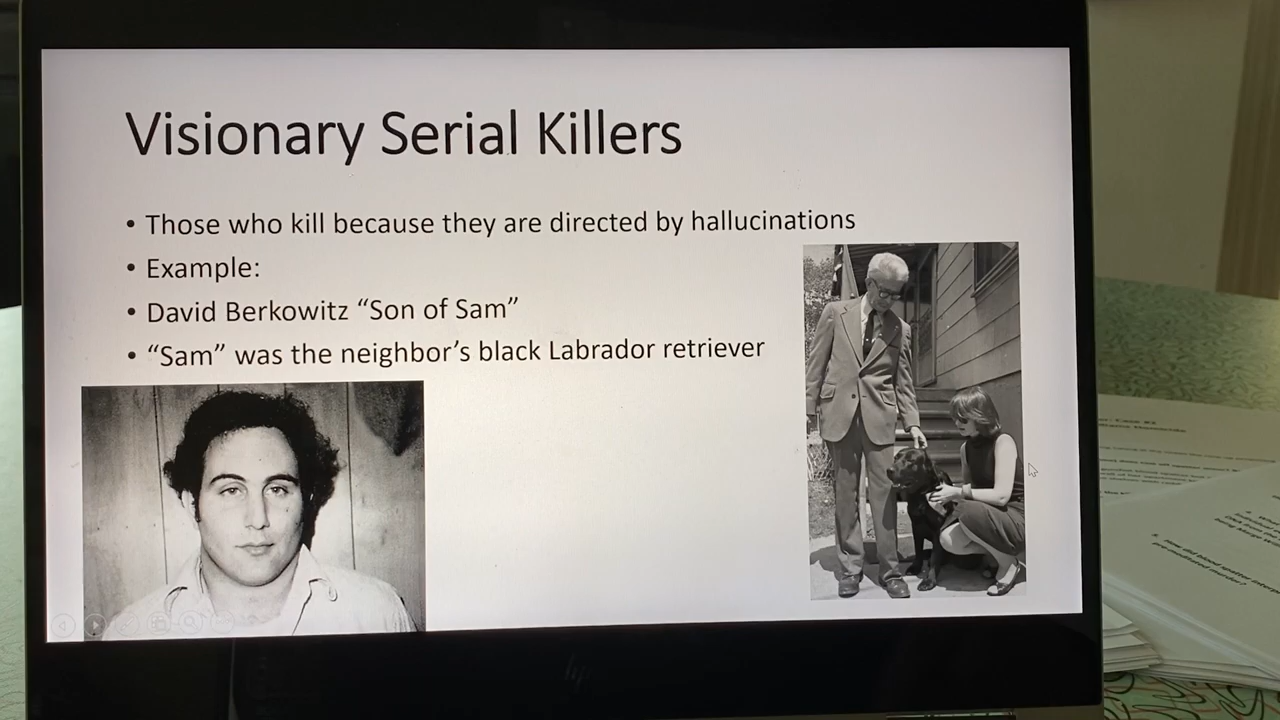 Visionary Serial Killers
• Those who kill because they are directed by hallucinations
• Example:
• David Berkowitz “Son of Sam”
• “Sam” was the neighbor’s black Labrador retriever
hp